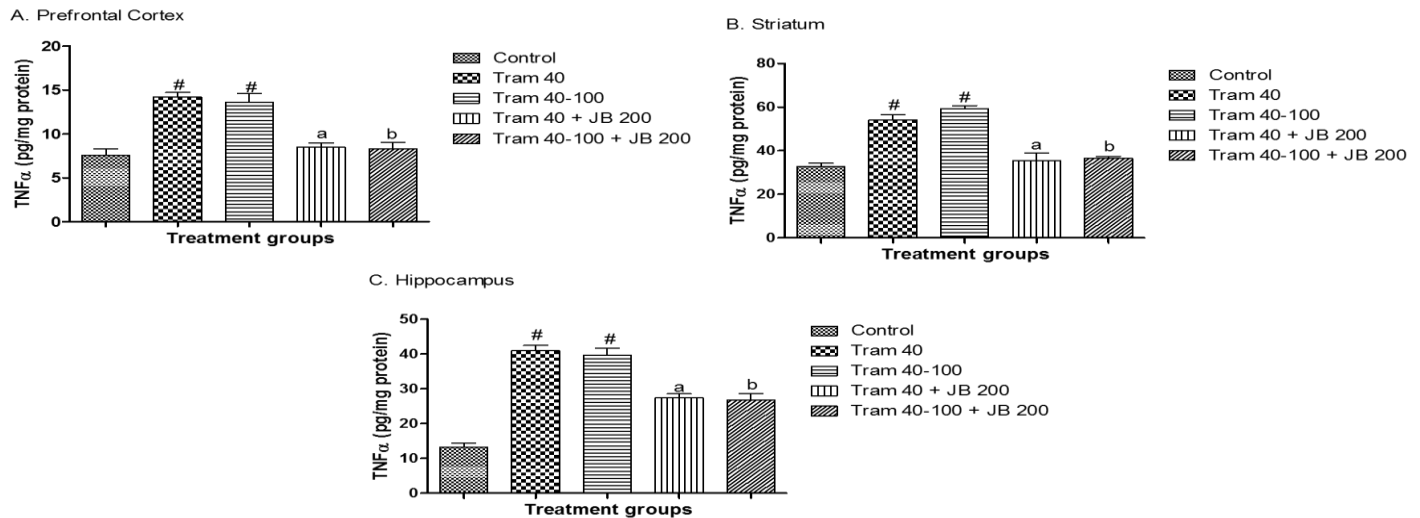 A. Prefrontal Cortex
TNFα (pg/mg protein)
20
15
10
5
0
#
#
a
b
Treatment groups
Control
Tram 40
Tram 40-100
Tram 40 + JB 200
Tram 40-100 + JB 200
B. Striatum
TNFα (pg/mg protein)
80
60
40
20
0
#
#
a
b
Treatment groups
Control
Tram 40
Tram 40-100
Tram 40 + JB 200
Tram 40-100 + JB 200
C. Hippocampus
TNFα (pg/mg protein)
50
40
30
20
10
0
#
#
a
b
Treatment groups
Control
Tram 40
Tram 40-100
Tram 40 + JB 200
Tram 40-100 + JB 200